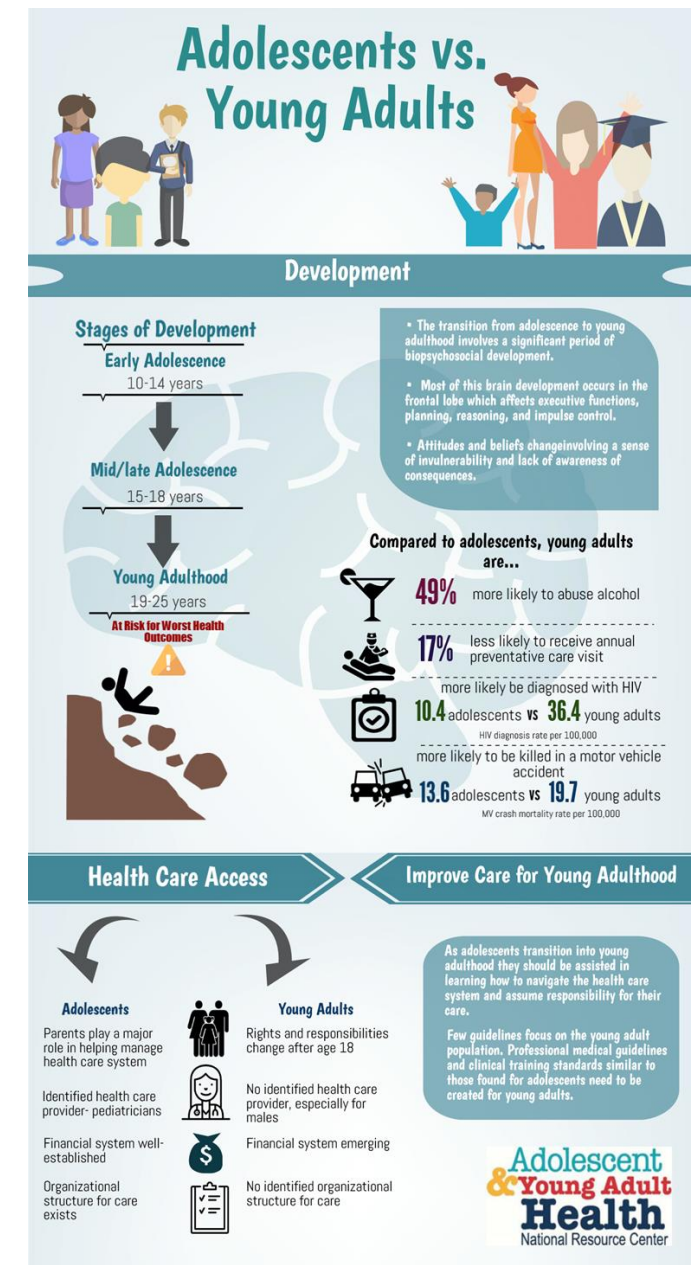 Adolescents vs.
Young Adults
Development
Stages of Development
Early Adolescence
10-14 years
Mid/late Adolescence
15-18 years
Young Adulthood
19-25 years
At Risk for Worst Health
Outcomes
• The transition from adolescence to young
adulthood involves a significant period of
biopsychosocial development.
• Most of this brain development occurs in the
frontal lobe which affects executive functions,
planning, reasoning, and impulse control.
• Attitudes and beliefs changeinvolving a sense
of invulnerability and lack of awareness of
consequences.
Compared to adolescents, young adults
are...
49% more likely to abuse alcohol
17% less likely to receive annual
preventative care visit
more likely be diagnosed with HIV
10.4 adolescents vs 36.4 young adults
HIV diagnosis rate per 100,000
more likely to be killed in a motor vehicle
accident
13.6 adolescents vs 19.7 young adults
MV crash mortality rate per 100,000
Health Care Access
Adolescents
Parents play a major
role in helping manage
health care system
Identified health care
provider- pediatricians
Financial system well-
established
Organizational
structure for care
exists
$
Young Adults
Rights and responsibilities
change after age 18
No identified health care
provider, especially for
males
Financial system emerging
No identified organizational
structure for care
Improve Care for Young Adulthood
As adolescents transition into young
adulthood they should be assisted in
learning how to navigate the health care
system and assume responsibility for their
care.
Few guidelines focus on the young adult
population. Professional medical guidelines
and clinical training standards similar to
those found for adolescents need to be
created for young adults.
Adolescent
& Young Adult
Health
National Resource Center